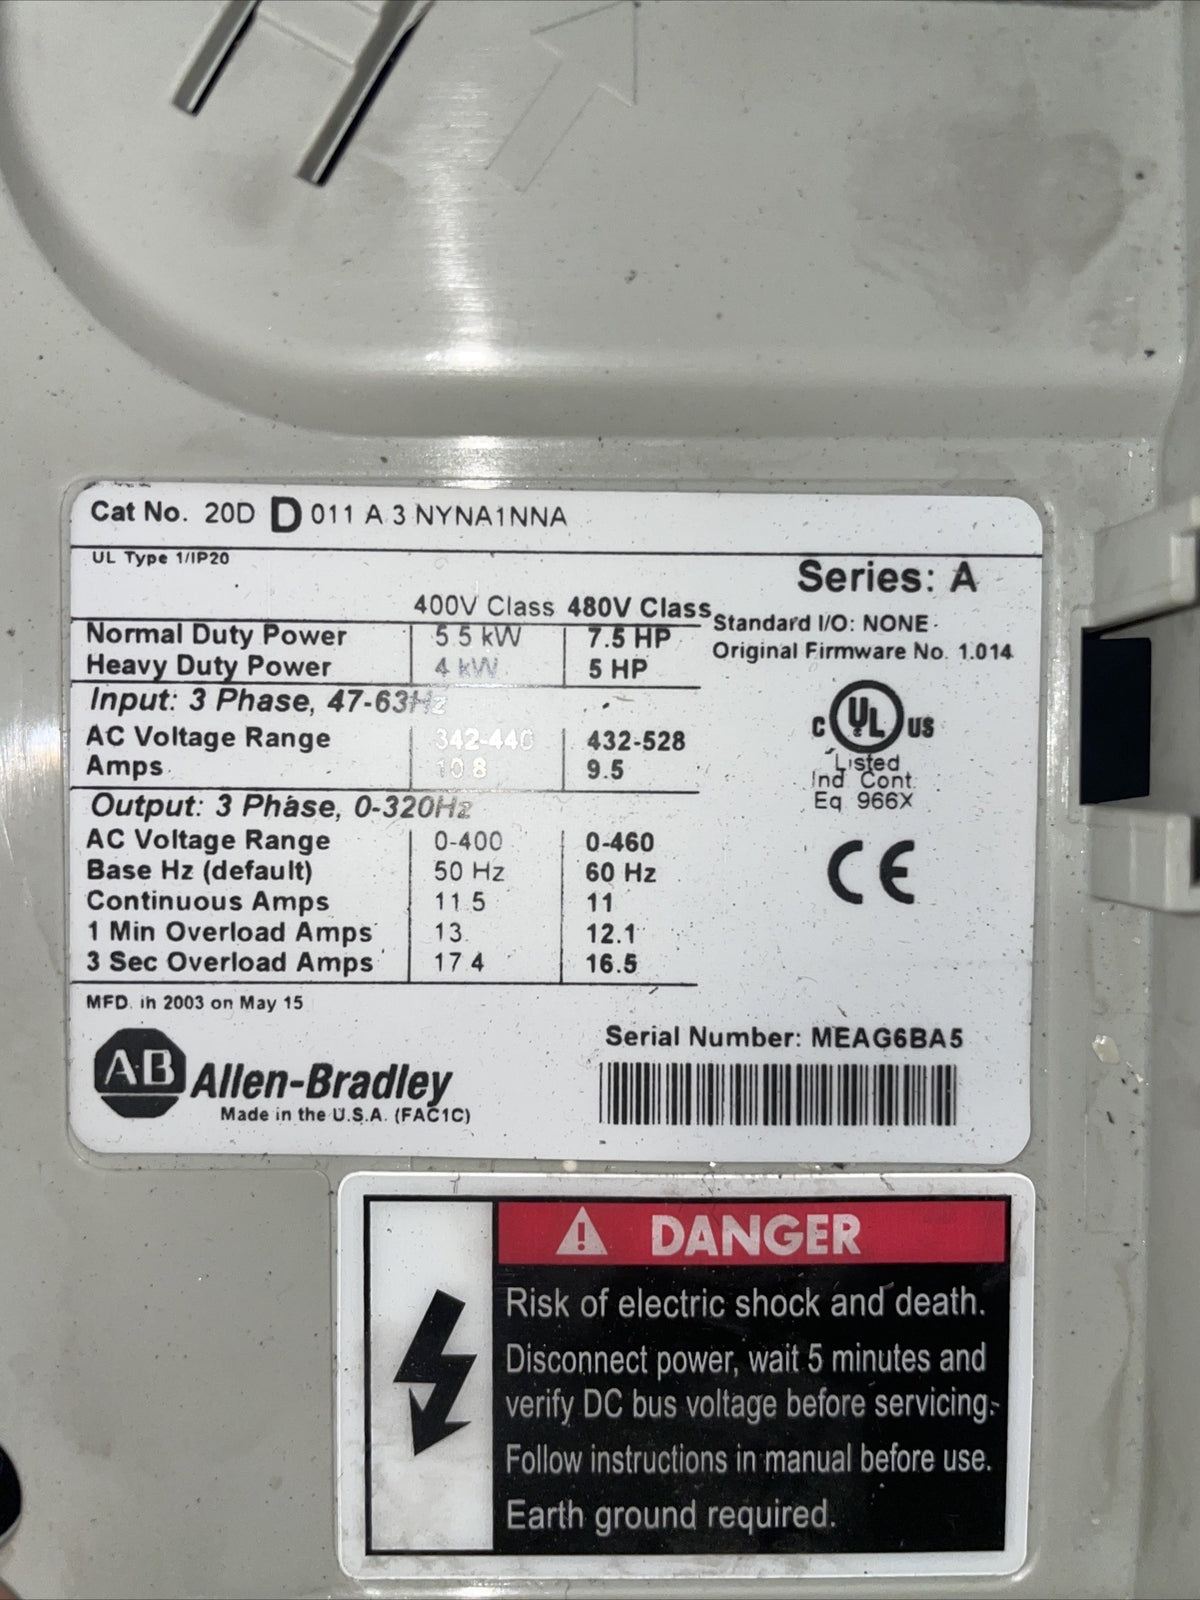 Cat No. 20D D 011 A 3 NYNA1NNA
UL Type 1/IP20
Series: A
400V Class 480V Class
Standard I/O: NONE
Original Firmware No. 1.014
Normal Duty Power 5.5 kW 7.5 HP
Heavy Duty Power 4 kW 5 HP
Input: 3 Phase, 47-63Hz
AC Voltage Range 342-440 432-528
Amps 10.8 9.5
Output: 3 Phase, 0-320Hz
AC Voltage Range 0-400 0-460
Base Hz (default) 50 Hz 60 Hz
Continuous Amps 11.5 11
1 Min Overload Amps 13 12.1
3 Sec Overload Amps 17.4 16.5
C UL US
Listed
Ind Cont
Eq 966X
CE
MFD. in 2003 on May 15
A·B Allen-Bradley
Made in the U.S.A. (FAC1C)
Serial Number: MEAG6BA5
DANGER
Risk of electric shock and death.
Disconnect power, wait 5 minutes and
verify DC bus voltage before servicing.
Follow instructions in manual before use.
Earth ground required.